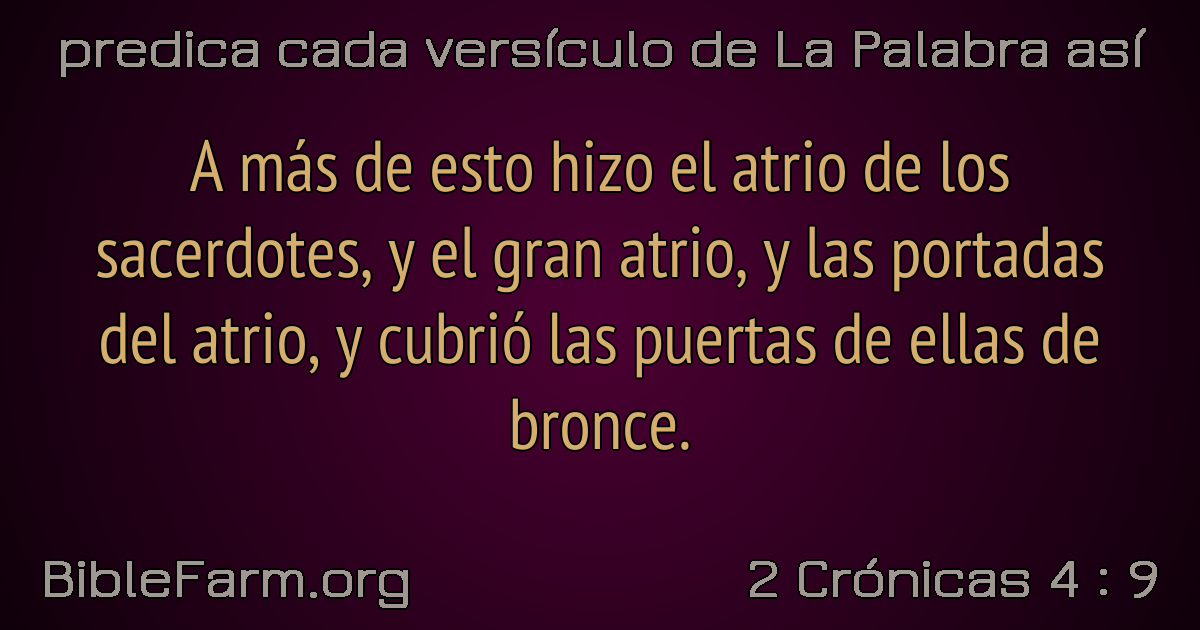 predica cada versículo de La Palabra así
A más de esto hizo el atrio de los
sacerdotes, y el gran atrio, y las portadas
del atrio, y cubrió las puertas de ellas de
bronce.
BibleFarm.org
2 Crónicas 4 : 9